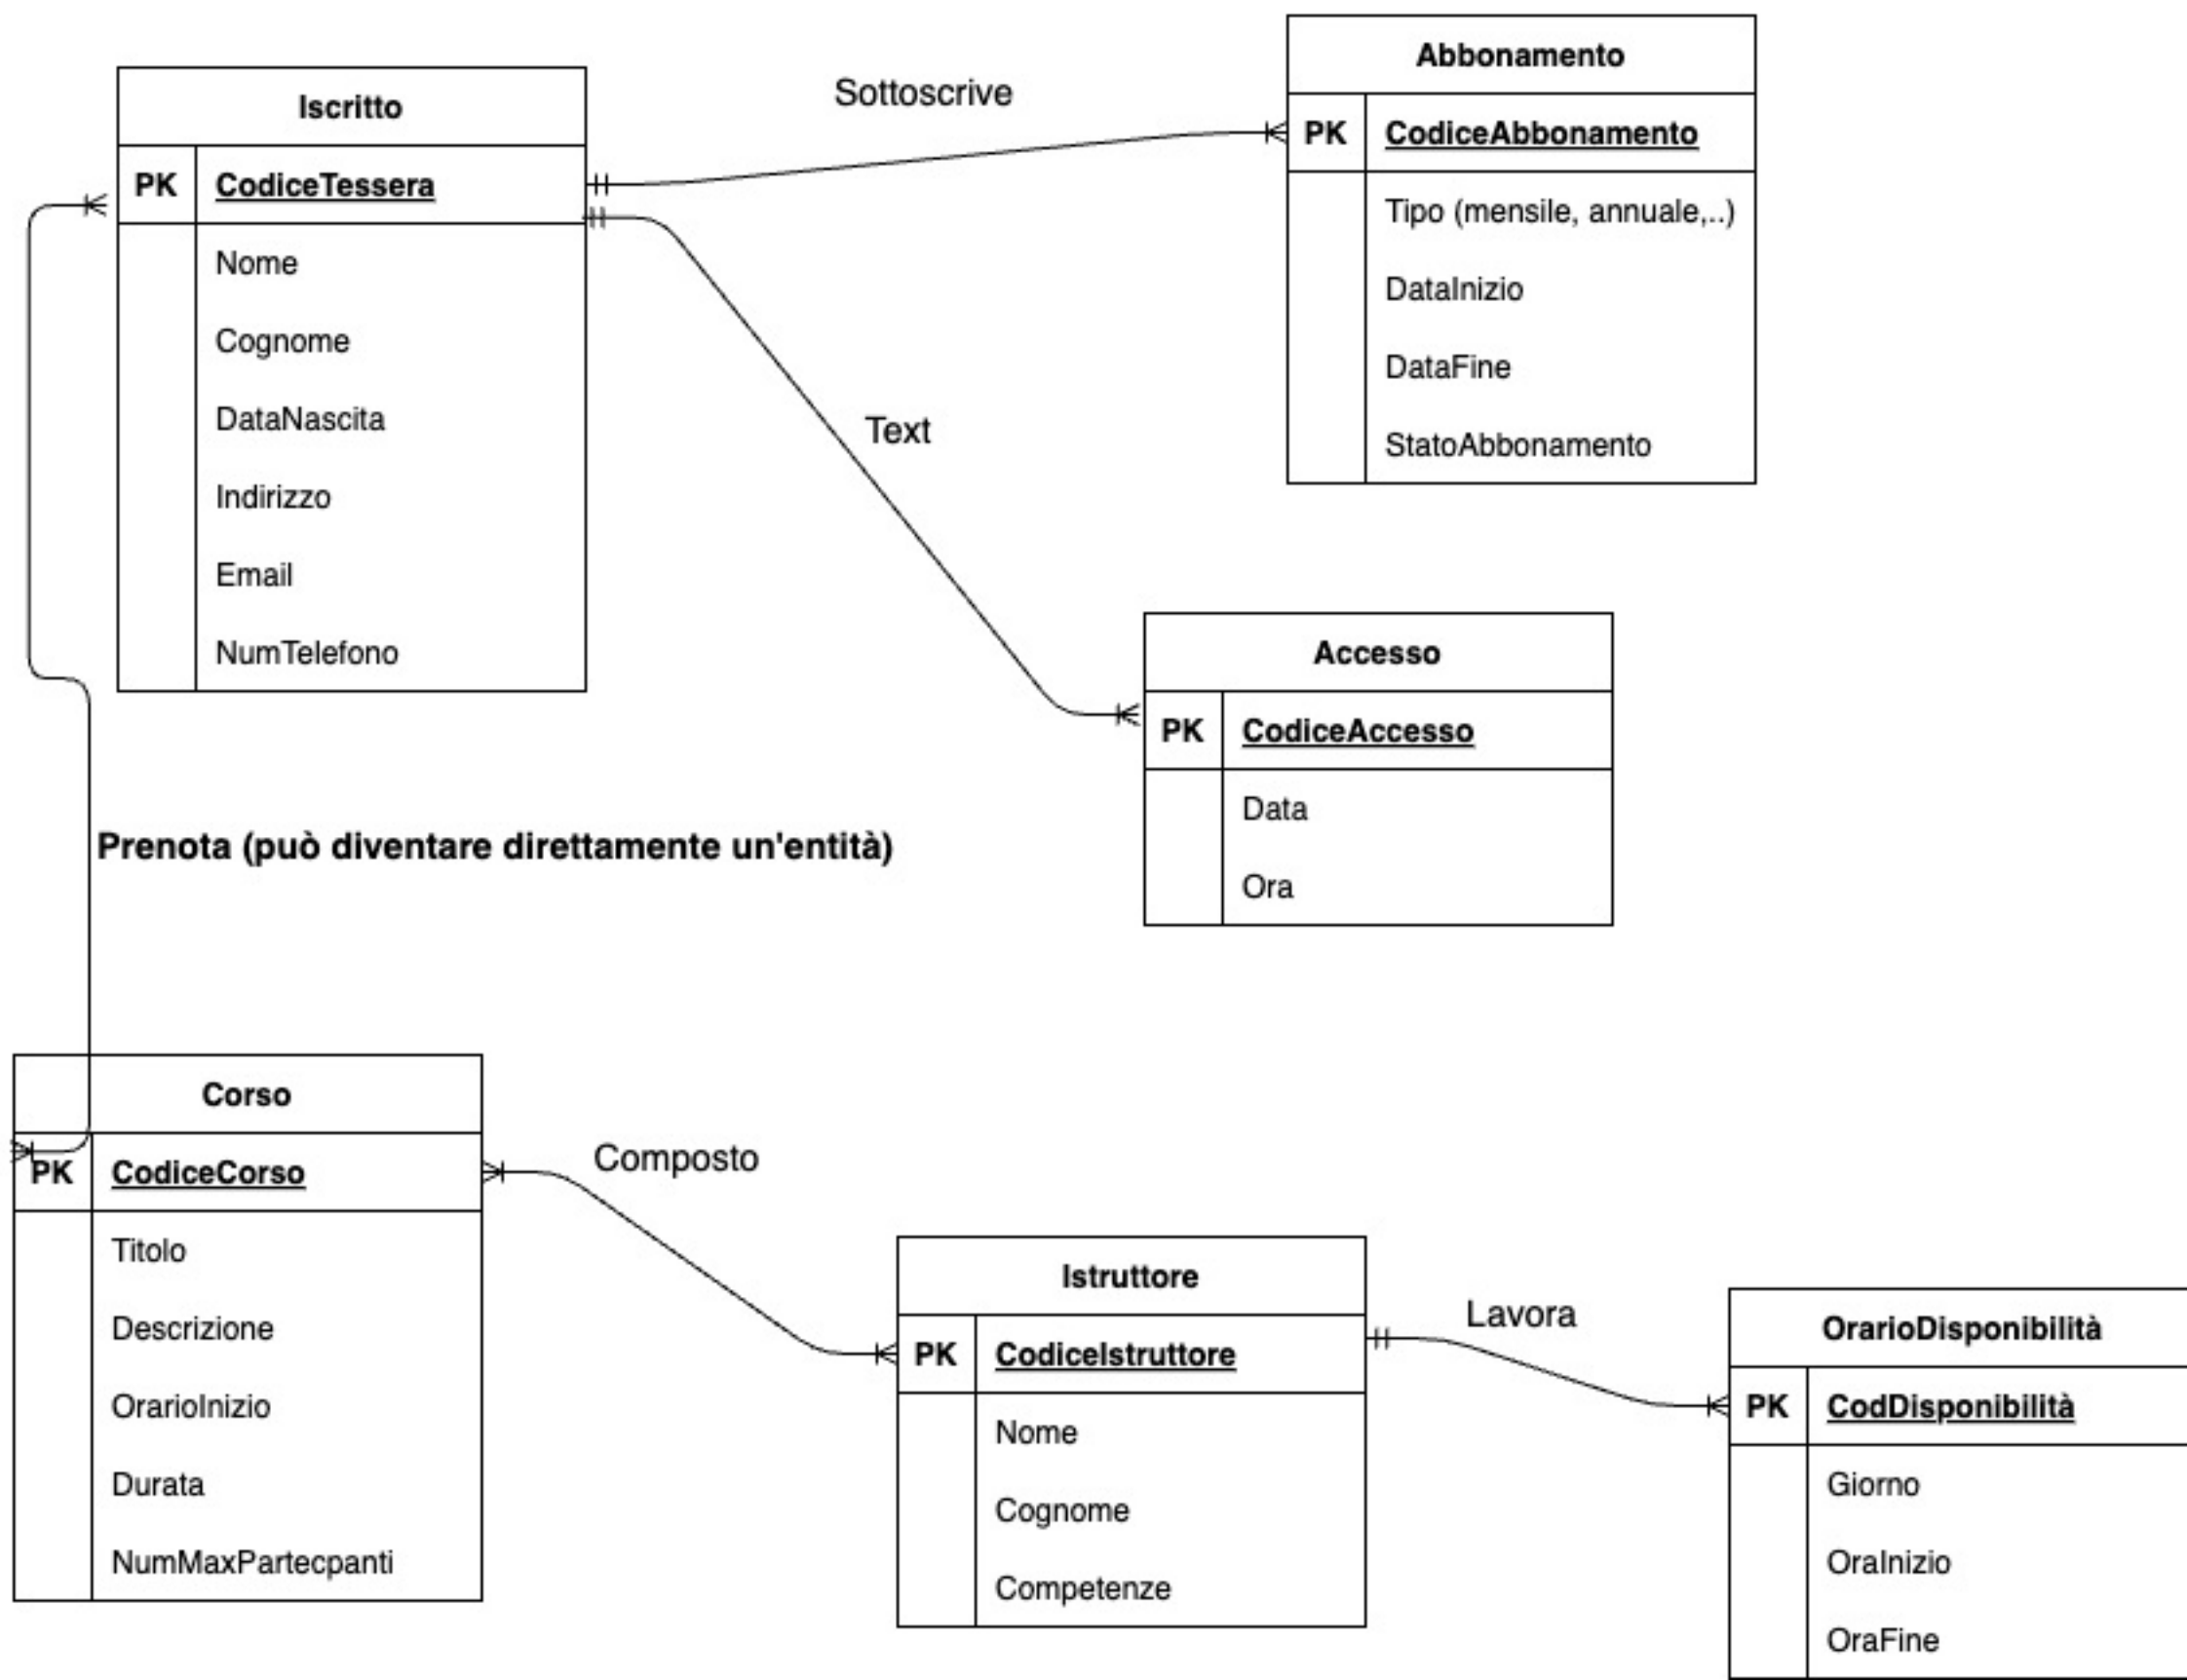 Iscritto
PK CodiceTessera
Nome
Cognome
DataNascita
Indirizzo
Email
NumTelefono
Sottoscrive
Abbonamento
PK CodiceAbbonamento
Tipo (mensile, annuale,..)
DataInizio
DataFine
StatoAbbonamento
Text
Accesso
PK CodiceAccesso
Data
Ora
Prenota (può diventare direttamente un'entità)
Corso
PK CodiceCorso
Titolo
Descrizione
OrarioInizio
Durata
NumMaxPartecpanti
Composto
Istruttore
PK CodiceIstruttore
Nome
Cognome
Competenze
Lavora
OrarioDisponibilità
PK CodDisponibilità
Giorno
OraInizio
OraFine